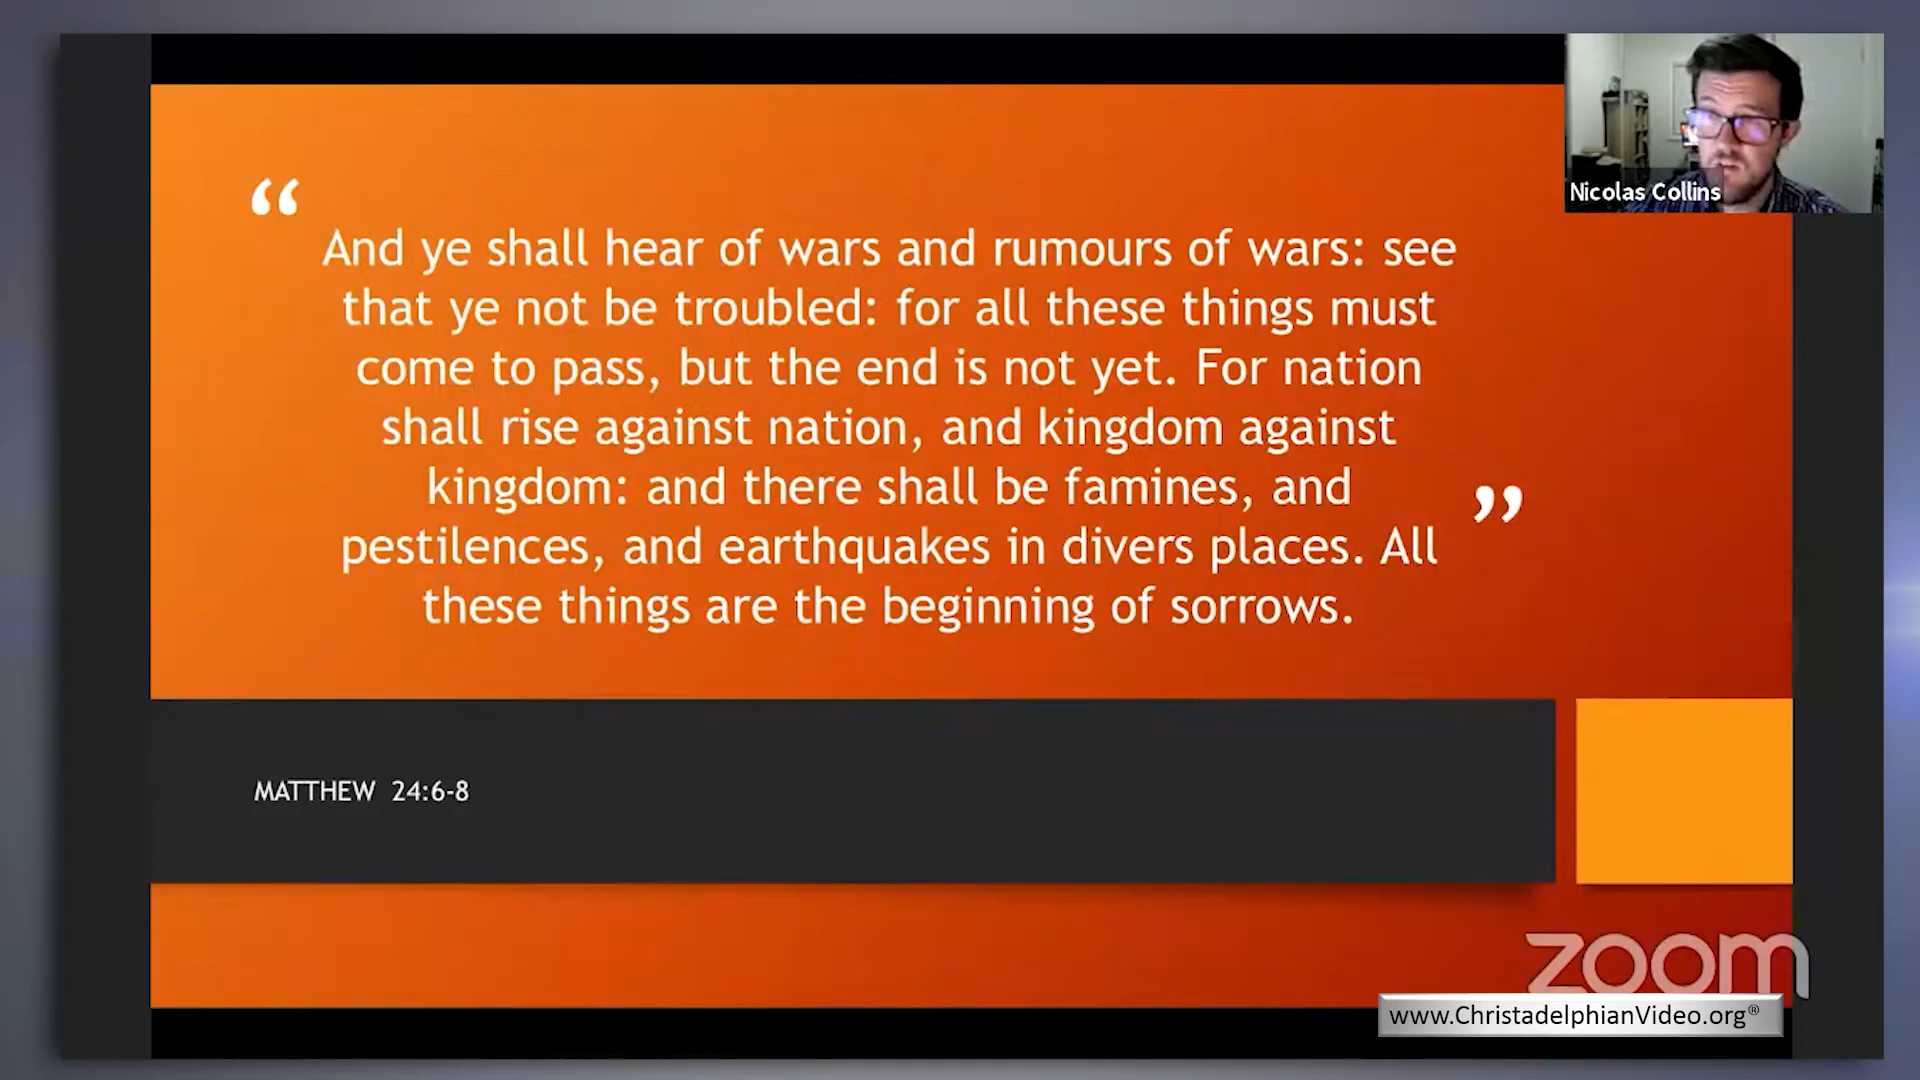 Nicolas Collins
“
And ye shall hear of wars and rumours of wars: see
that ye not be troubled: for all these things must
come to pass, but the end is not yet. For nation
shall rise against nation, and kingdom against
kingdom: and there shall be famines, and
pestilences, and earthquakes in divers places. All
these things are the beginning of sorrows.
”
MATTHEW 24:6-8
zoom
www.ChristadelphianVideo.org®